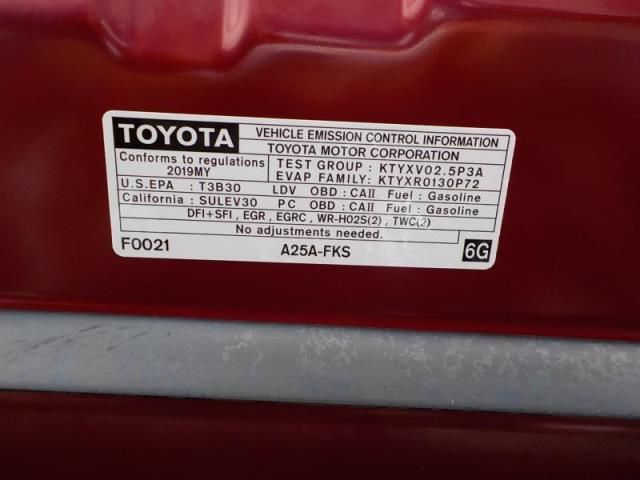 TOYOTA VEHICLE EMISSION CONTROL INFORMATION
TOYOTA MOTOR CORPORATION
Conforms to regulations
2019MY
TEST GROUP : KTYXV02.5P3A
EVAP FAMILY: KTYXR0130P72
U.S.EPA : T3B30 LDV OBD : CAII Fuel : Gasoline
California : SULEV30 PC OBD : CAII Fuel : Gasoline
DFI+SFI , EGR , EGRC , WR-HO2S(2) , TWC(2)
No adjustments needed.
F0021 A25A-FKS 6G